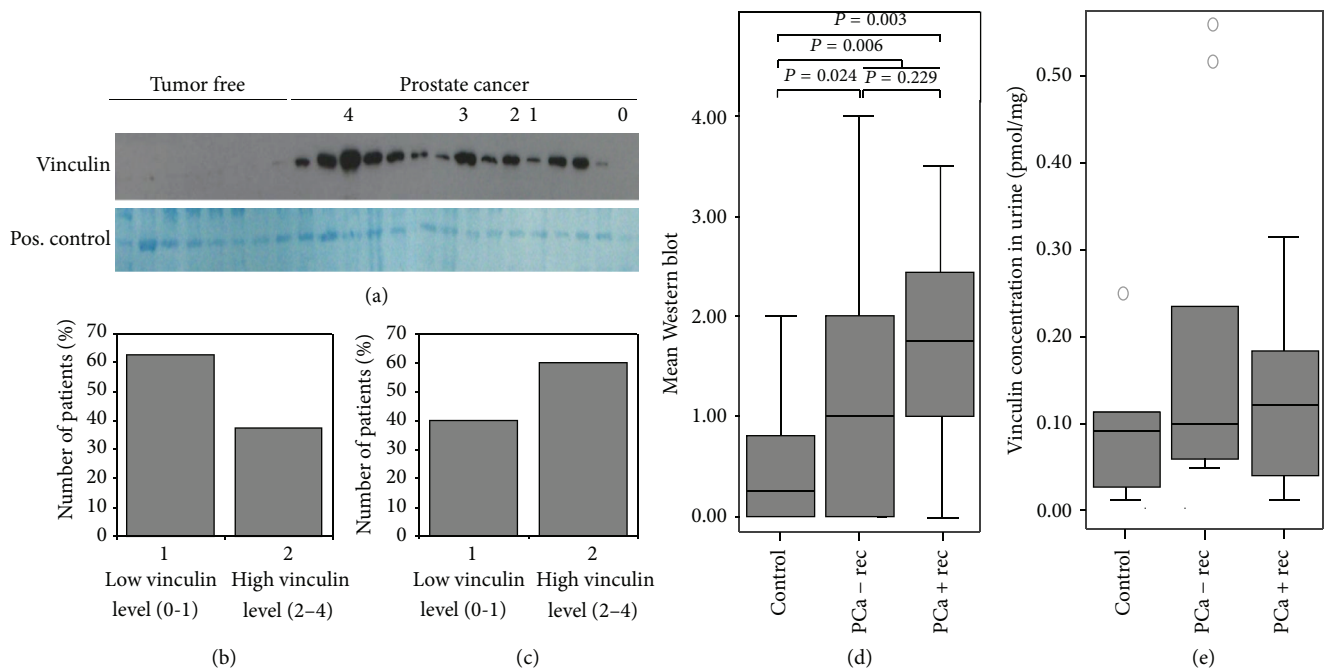 Tumor free
Prostate cancer
4
3
2
1
0
Vinculin
Pos. control
(a)
70
60
50
40
30
20
10
0
Number of patients (%)
1
2
Low vinculin
level (0-1)
High vinculin
level (2–4)
(b)
70
60
50
40
30
20
10
0
Number of patients (%)
1
2
Low vinculin
level (0-1)
High vinculin
level (2–4)
(c)
P = 0.003
P = 0.006
P = 0.024
P = 0.229
4.00
3.00
2.00
1.00
0.00
Mean Western blot
Control
PCa − rec
PCa + rec
(d)
0.50
0.40
0.30
0.20
0.10
0.00
Vinculin concentration in urine (pmol/mg)
Control
PCa − rec
PCa + rec
(e)